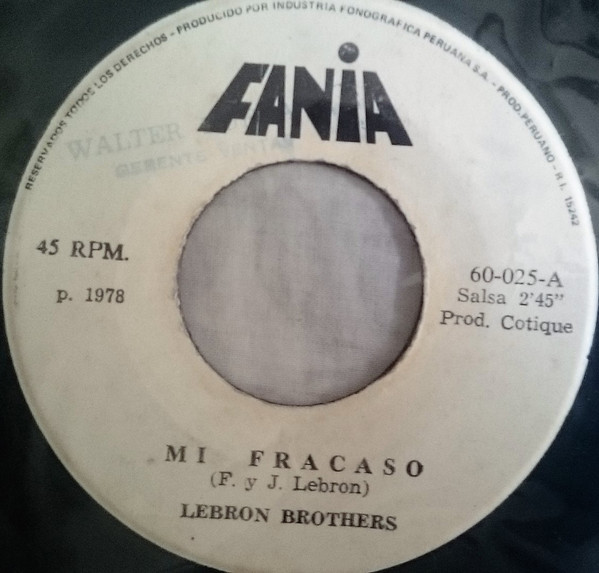 RESERVADOS TODOS LOS DERECHOS - PRODUCIDO POR INDUSTRIA FONOGRAFICA PERUANA S.A. - PROD. PERUANO - R.I. 15242
FANIA
WALTER
GERENTE
45 RPM.
p. 1978
60-025-A
Salsa 2'45"
Prod. Cotique
MI FRACASO
(F. y J. Lebron)
LEBRON BROTHERS